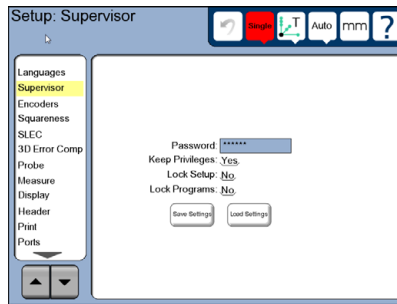 Setup: Supervisor
Single
T
Auto
mm
?
Languages
Supervisor
Encoders
Squareness
SLEC
3D Error Comp
Probe
Measure
Display
Header
Print
Ports
Password: ******
Keep Privileges: Yes
Lock Setup: No
Lock Programs: No
Save Settings
Load Settings